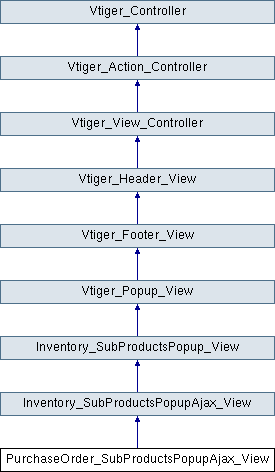 Vtiger_Controller
Vtiger_Action_Controller
Vtiger_View_Controller
Vtiger_Header_View
Vtiger_Footer_View
Vtiger_Popup_View
Inventory_SubProductsPopup_View
Inventory_SubProductsPopupAjax_View
PurchaseOrder_SubProductsPopupAjax_View